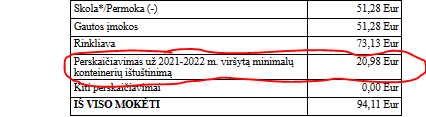 Skola*/Permoka (-) 51,28 Eur
Gautos įmokos 51,28 Eur
Rinkliava 73,13 Eur
Perskaičiavimas už 2021-2022 m. viršytą minimalų 20,98 Eur
konteinerių ištuštinimą
Kiti perskaičiavimai 0,00 Eur
IŠ VISO MOKĖTI 94,11 Eur